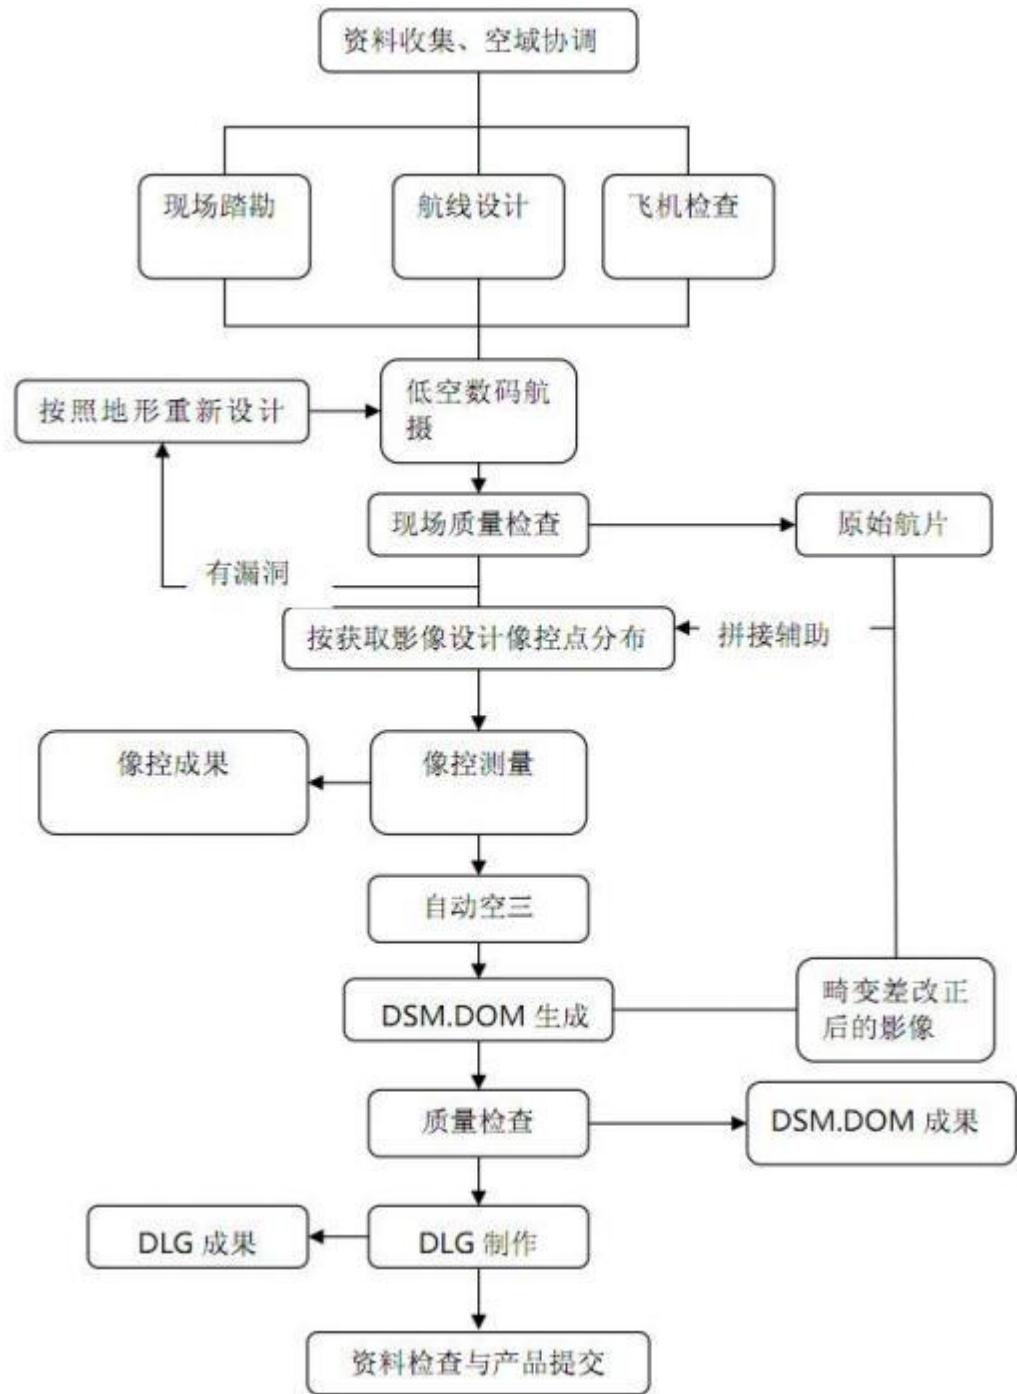 资料收集、空域协调
现场踏勘
航线设计
飞机检查
按照地形重新设计
低空数码航
摄
现场质量检查
原始航片
有漏洞
按获取影像设计像控点分布
拼接辅助
像控成果
像控测量
自动空三
DSM.DOM 生成
畸变差改正
后的影像
质量检查
DSM.DOM 成果
DLG 成果
DLG 制作
资料检查与产品提交